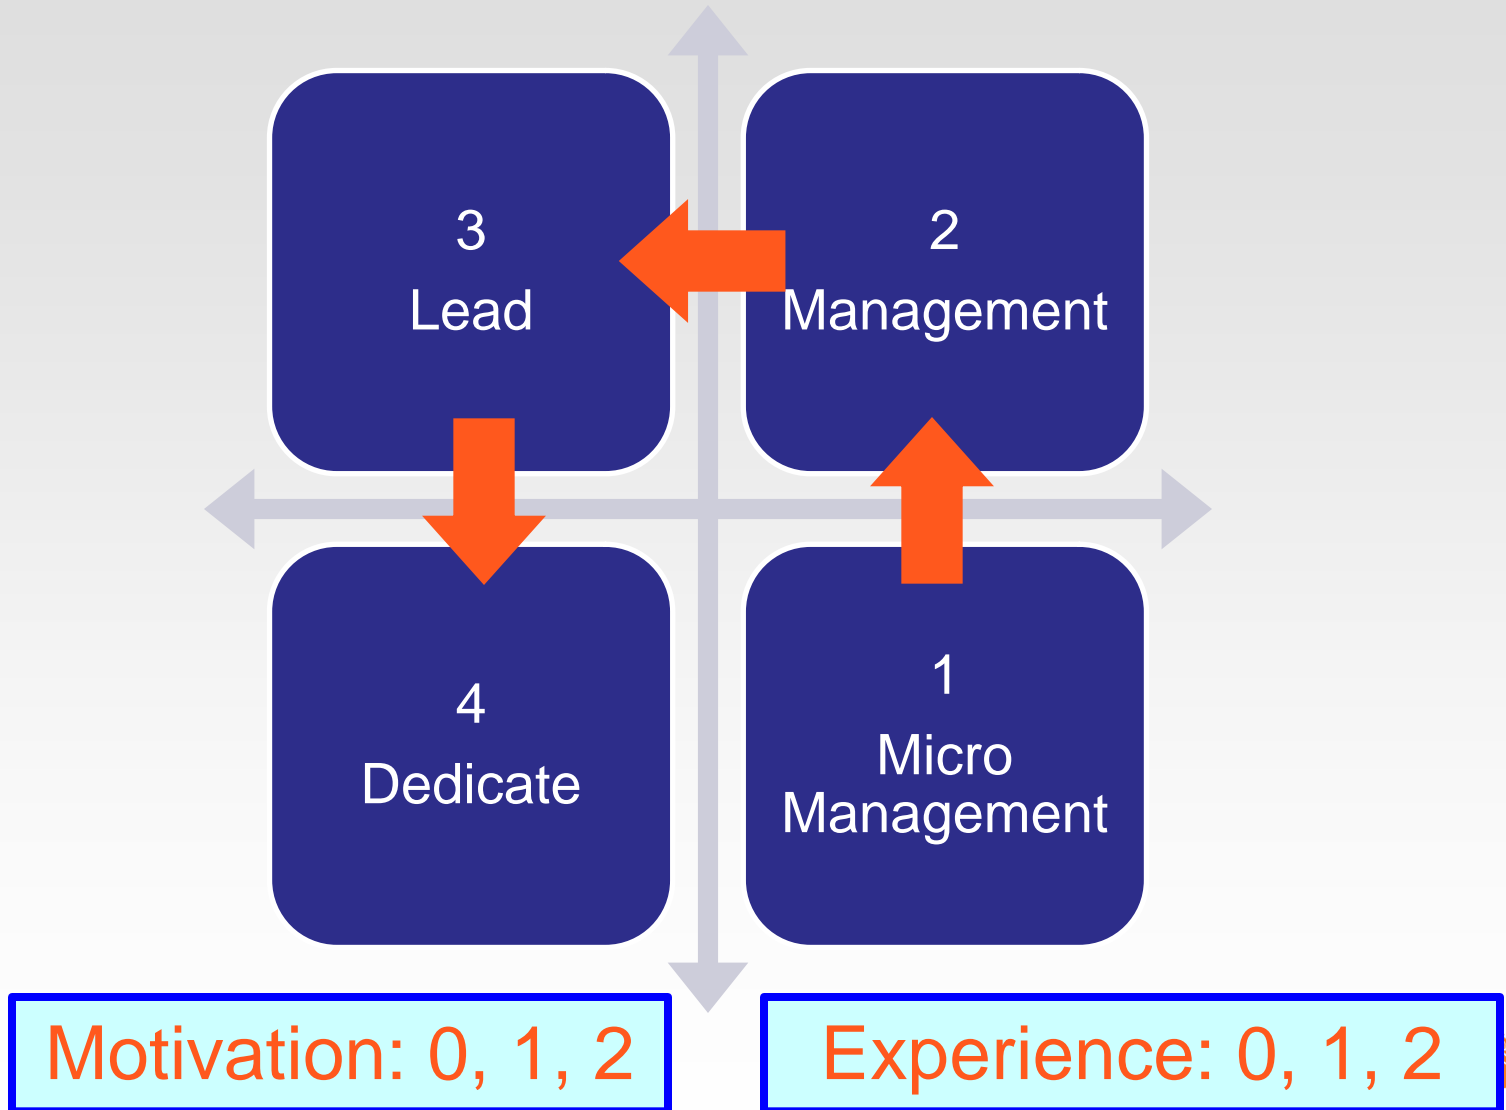 3
Lead
2
Management
4
Dedicate
1
Micro
Management
Motivation: 0, 1, 2
Experience: 0, 1, 2